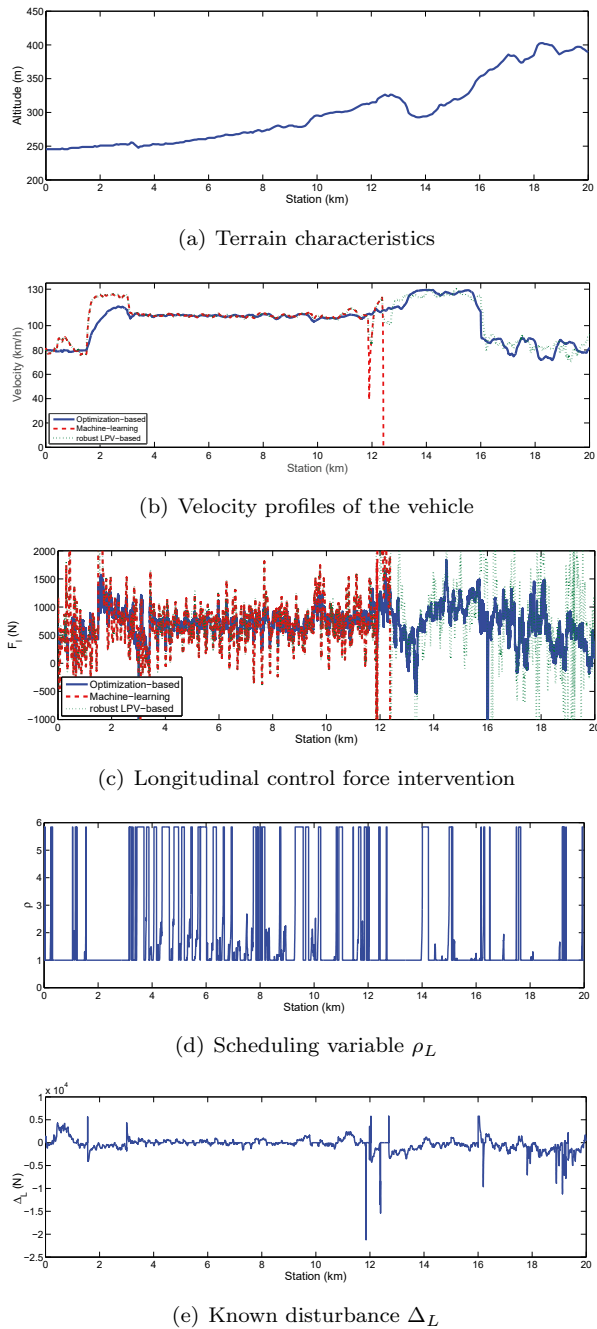 450
400
350
300
250
200
Altitude (m)
0 2 4 6 8 10 12 14 16 18 20
Station (km)
(a) Terrain characteristics
130
100
80
60
40
20
0
Velocity (km/h)
Optimization−based
Machine−learning
robust LPV−based
0 2 4 6 8 10 12 14 16 18 20
Station (km)
(b) Velocity profiles of the vehicle
2000
1500
1000
500
0
−500
−1000
F_l (N)
Optimization−based
Machine−learning
robust LPV−based
0 2 4 6 8 10 12 14 16 18 20
Station (km)
(c) Longitudinal control force intervention
6
5
4
3
2
1
0
ρ
0 2 4 6 8 10 12 14 16 18 20
Station (km)
(d) Scheduling variable ρ_L
x 10^4
1
0.5
0
−0.5
−1
−1.5
−2
−2.5
Δ_L (N)
0 2 4 6 8 10 12 14 16 18 20
Station (km)
(e) Known disturbance Δ_L